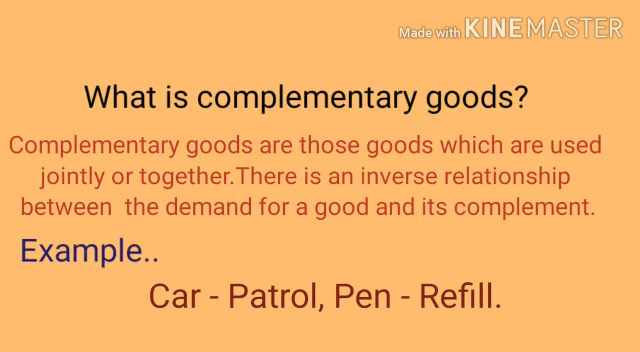 Made with KINEMASTER
What is complementary goods?
Complementary goods are those goods which are used
jointly or together.There is an inverse relationship
between the demand for a good and its complement.
Example..
Car - Patrol, Pen - Refill.